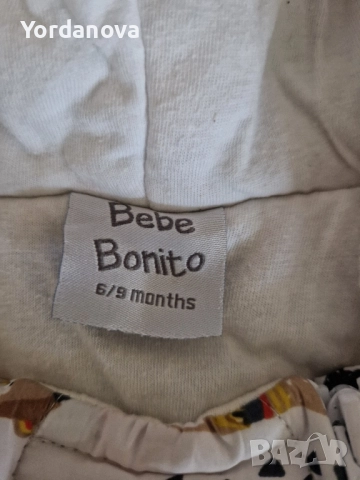 Yordanova
Bebe
Bonito
6/9 months
BAZAR